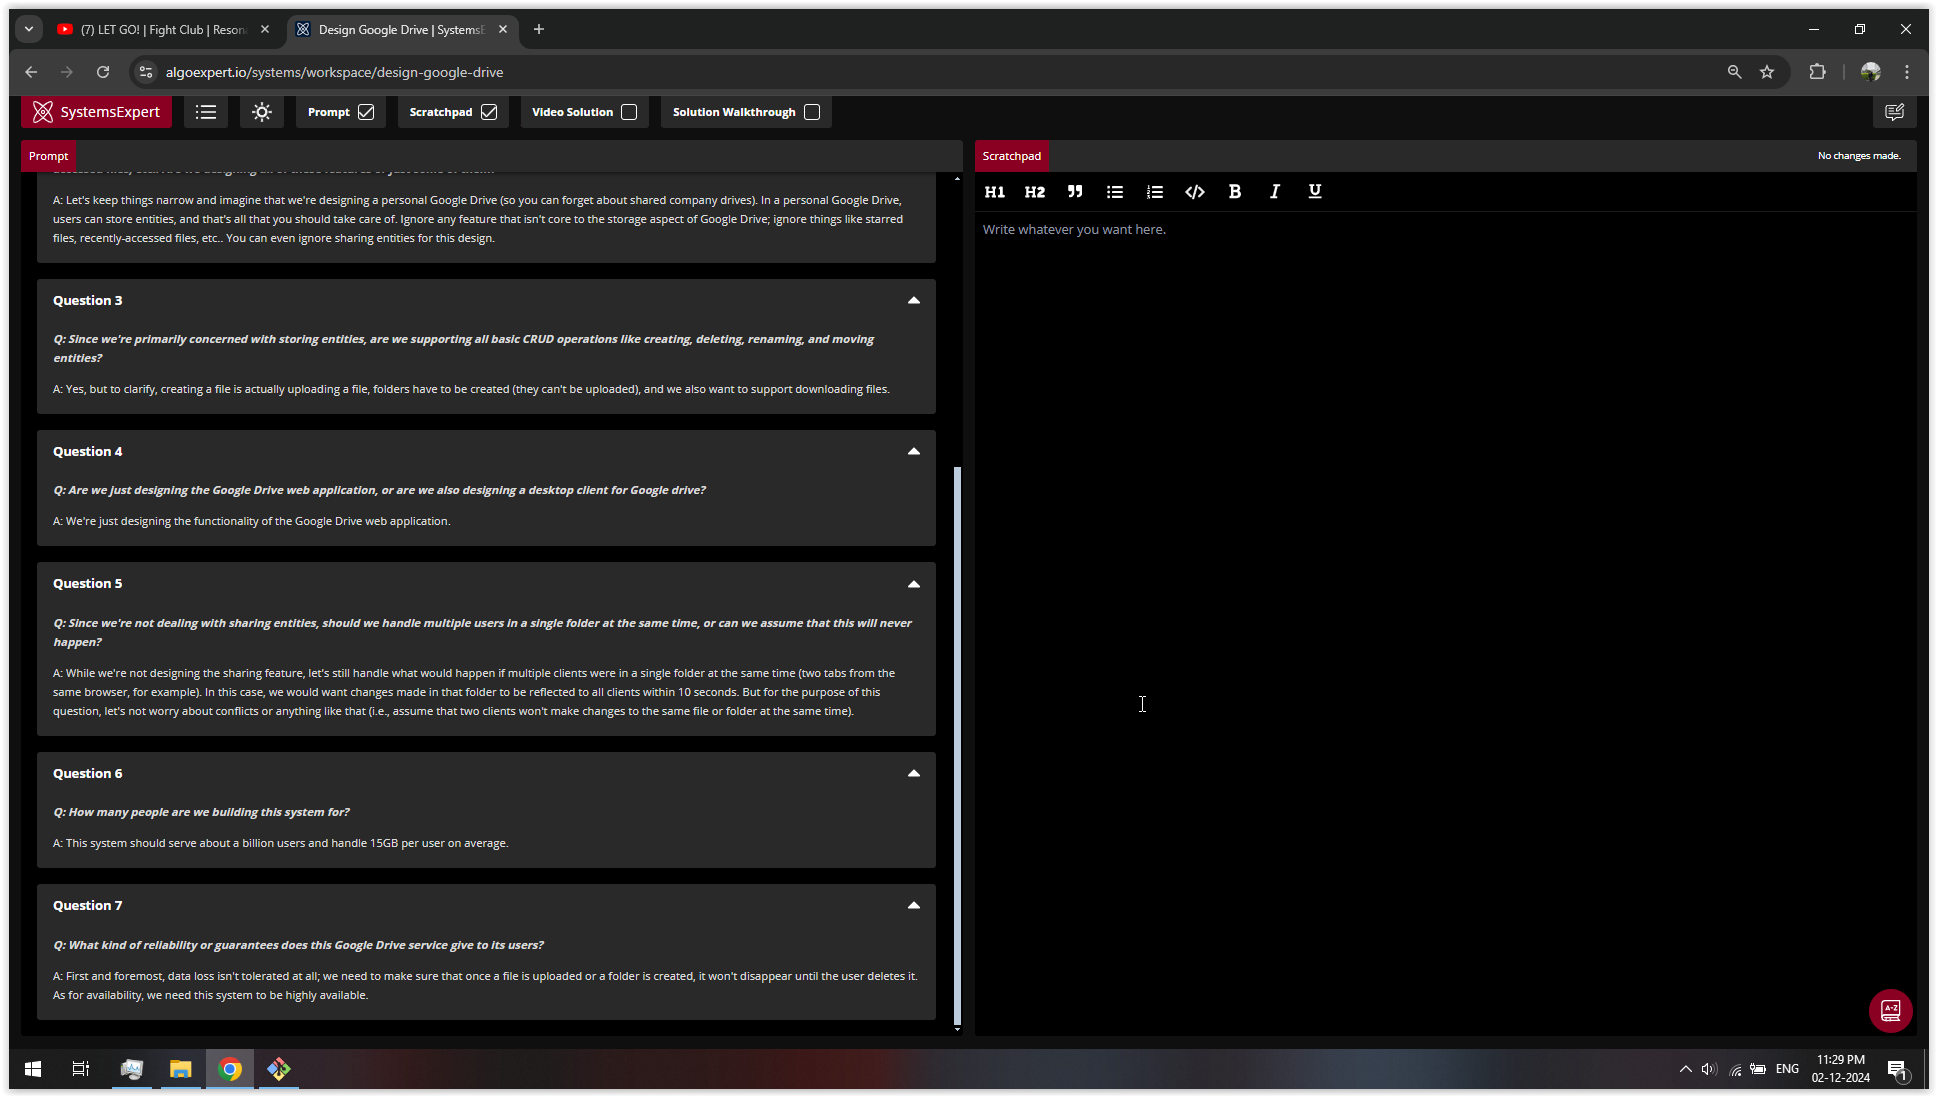 (7) LET GO! | Fight Club | Reson
Design Google Drive | SystemsE
algoexpert.io/systems/workspace/design-google-drive
SystemsExpert
Prompt
Scratchpad
Video Solution
Solution Walkthrough
Prompt
A: Let's keep things narrow and imagine that we're designing a personal Google Drive (so you can forget about shared company drives). In a personal Google Drive,
users can store entities, and that's all that you should take care of. Ignore any feature that isn't core to the storage aspect of Google Drive; ignore things like starred
files, recently-accessed files, etc.. You can even ignore sharing entities for this design.
Question 3
Q: Since we're primarily concerned with storing entities, are we supporting all basic CRUD operations like creating, deleting, renaming, and moving
entities?
A: Yes, but to clarify, creating a file is actually uploading a file, folders have to be created (they can't be uploaded), and we also want to support downloading files.
Question 4
Q: Are we just designing the Google Drive web application, or are we also designing a desktop client for Google drive?
A: We're just designing the functionality of the Google Drive web application.
Question 5
Q: Since we're not dealing with sharing entities, should we handle multiple users in a single folder at the same time, or can we assume that this will never
happen?
A: While we're not designing the sharing feature, let's still handle what would happen if multiple clients were in a single folder at the same time (two tabs from the
same browser, for example). In this case, we would want changes made in that folder to be reflected to all clients within 10 seconds. But for the purpose of this
question, let's not worry about conflicts or anything like that (i.e., assume that two clients won't make changes to the same file or folder at the same time).
Question 6
Q: How many people are we building this system for?
A: This system should serve about a billion users and handle 15GB per user on average.
Question 7
Q: What kind of reliability or guarantees does this Google Drive service give to its users?
A: First and foremost, data loss isn't tolerated at all; we need to make sure that once a file is uploaded or a folder is created, it won't disappear until the user deletes it.
As for availability, we need this system to be highly available.
Scratchpad
No changes made.
H1 H2 B I U
Write whatever you want here.
A-Z
ENG
11:29 PM
02-12-2024
1